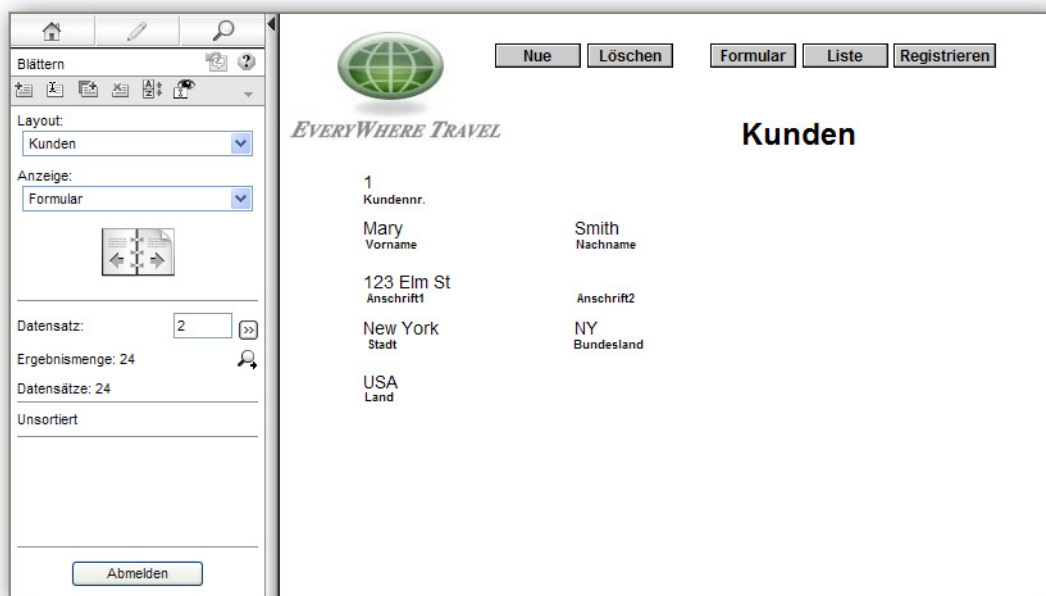 Blättern
Layout:
Kunden
Anzeige:
Formular
Datensatz: 2
Ergebnismenge: 24
Datensätze: 24
Unsortiert
Abmelden
Nue Löschen Formular Liste Registrieren
EVERYWHERE TRAVEL
Kunden
1
Kundennr.
Mary Smith
Vorname Nachname
123 Elm St
Anschrift1 Anschrift2
New York NY
Stadt Bundesland
USA
Land